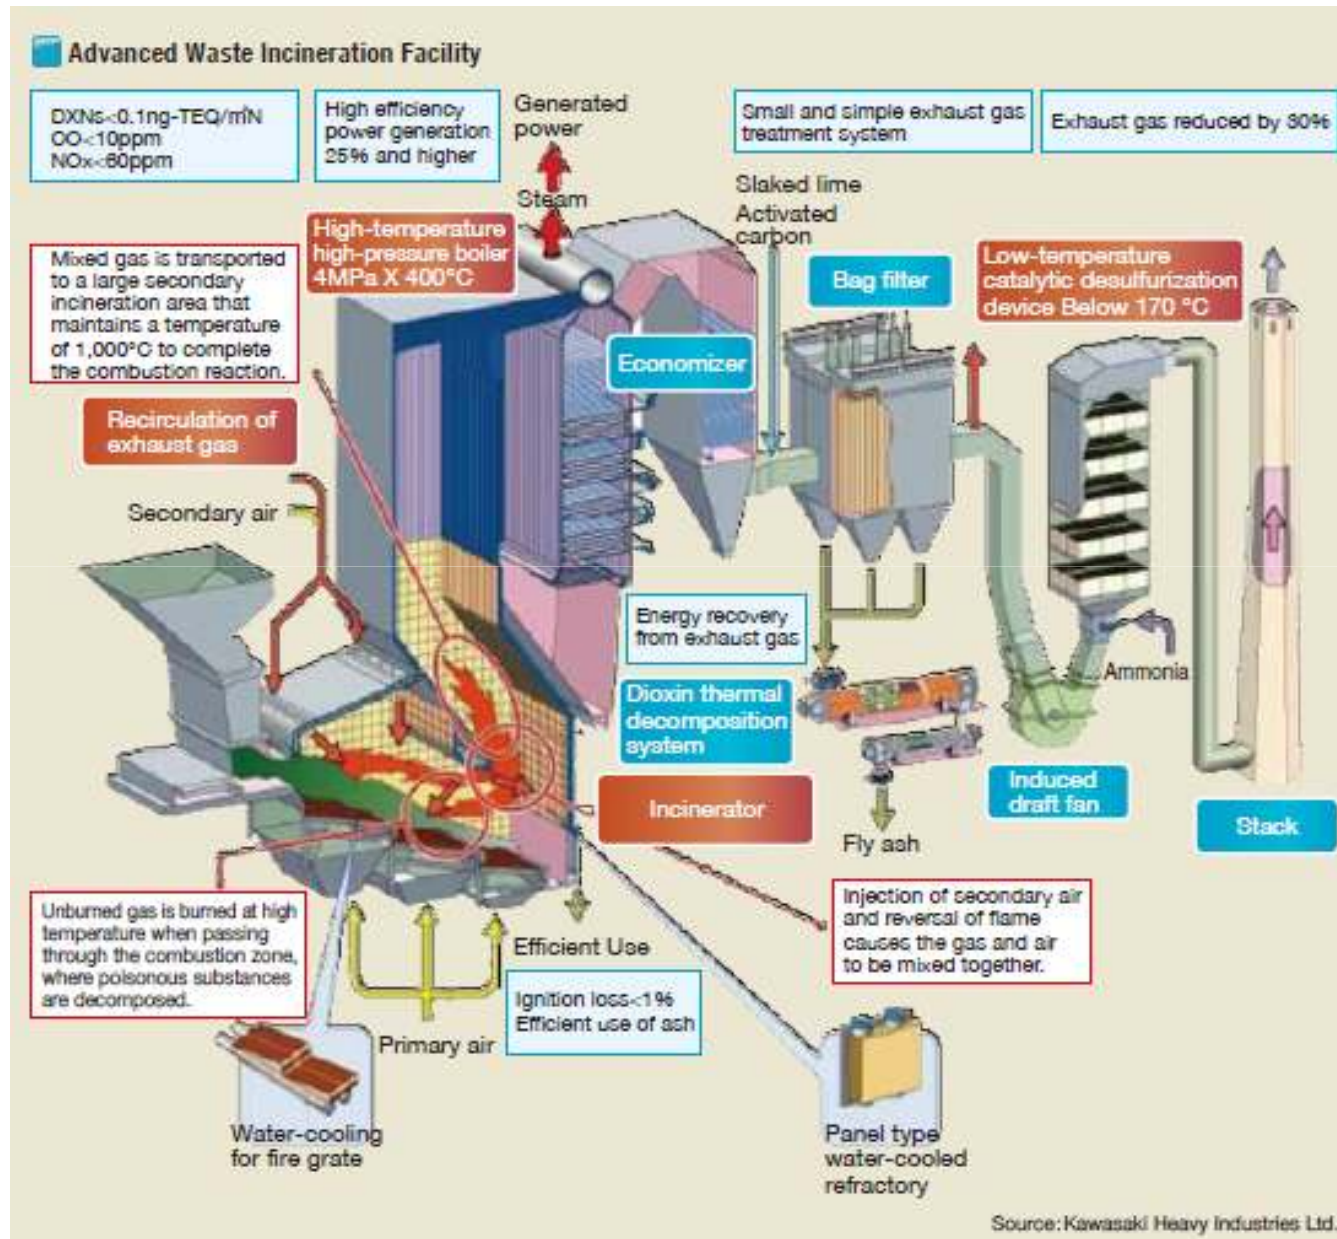 Advanced Waste Incineration Facility
DXNs<0.1ng-TEQ/m³N
CO<10ppm
NOx<60ppm
High efficiency
power generation
25% and higher
Generated
power
Steam
Small and simple exhaust gas
treatment system
Exhaust gas reduced by 30%
Slaked lime
Activated
carbon
High-temperature
high-pressure boiler
4MPa X 400°C
Mixed gas is transported
to a large secondary
incineration area that
maintains a temperature
of 1,000°C to complete
the combustion reaction.
Bag filter
Low-temperature
catalytic desulfurization
device Below 170 °C
Economizer
Recirculation of
exhaust gas
Secondary air
Energy recovery
from exhaust gas
Ammonia
Dioxin thermal
decomposition
system
Incinerator
Induced
draft fan
Stack
Fly ash
Unburned gas is burned at high
temperature when passing
through the combustion zone,
where poisonous substances
are decomposed.
Injection of secondary air
and reversal of flame
causes the gas and air
to be mixed together.
Efficient Use
Ignition loss<1%
Efficient use of ash
Primary air
Water-cooling
for fire grate
Panel type
water-cooled
refractory
Source: Kawasaki Heavy Industries Ltd.